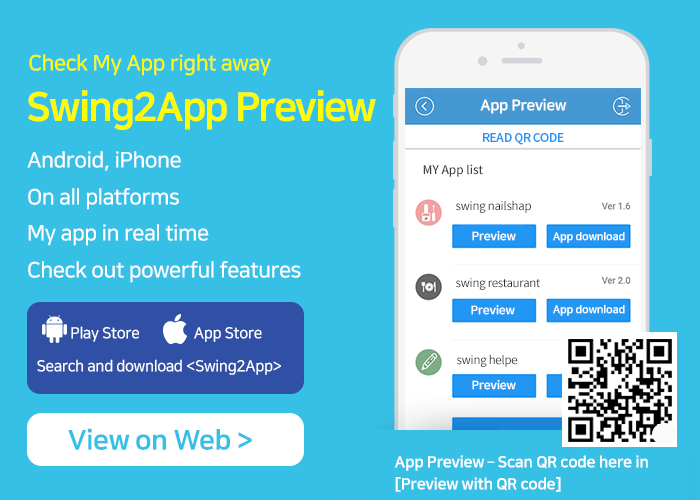 Check My App right away
Swing2App Preview
Android, iPhone
On all platforms
My app in real time
Check out powerful features
Play Store App Store
Search and download <Swing2App>
View on Web >
App Preview
READ QR CODE
MY App list
swing nailshap Ver 1.6
Preview App download
swing restaurant Ver 2.0
Preview App download
swing helpe
Preview
App Preview – Scan QR code here in
[Preview with QR code]